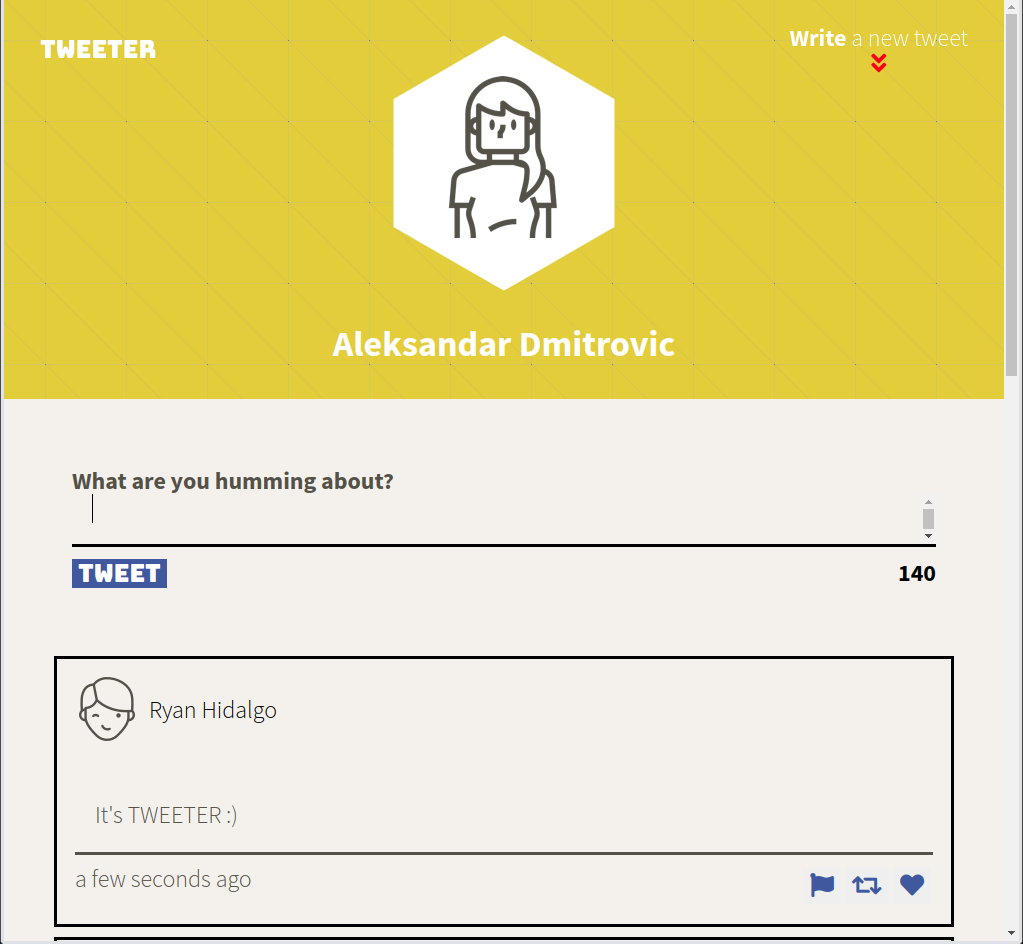 TWEETER
Write a new tweet
Aleksandar Dmitrovic
What are you humming about?
TWEET
140
Ryan Hidalgo
It's TWEETER :)
a few seconds ago